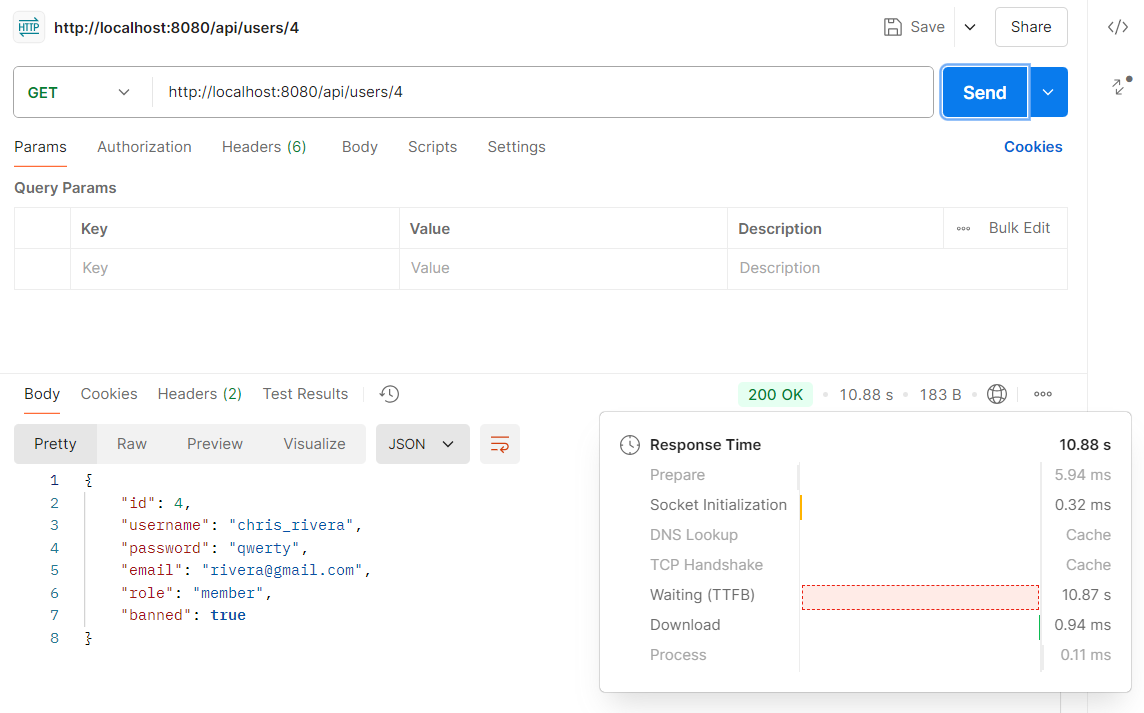 HTTP http://localhost:8080/api/users/4 Save Share </>
GET http://localhost:8080/api/users/4 Send
Params Authorization Headers (6) Body Scripts Settings Cookies
Query Params
Key Value Description Bulk Edit
Key Value Description
Body Cookies Headers (2) Test Results 200 OK • 10.88 s • 183 B •
Pretty Raw Preview Visualize JSON
1 {
2 "id": 4,
3 "username": "chris_rivera",
4 "password": "qwerty",
5 "email": "rivera@gmail.com",
6 "role": "member",
7 "banned": true
8 }
Response Time 10.88 s
Prepare 5.94 ms
Socket Initialization 0.32 ms
DNS Lookup Cache
TCP Handshake Cache
Waiting (TTFB) 10.87 s
Download 0.94 ms
Process 0.11 ms